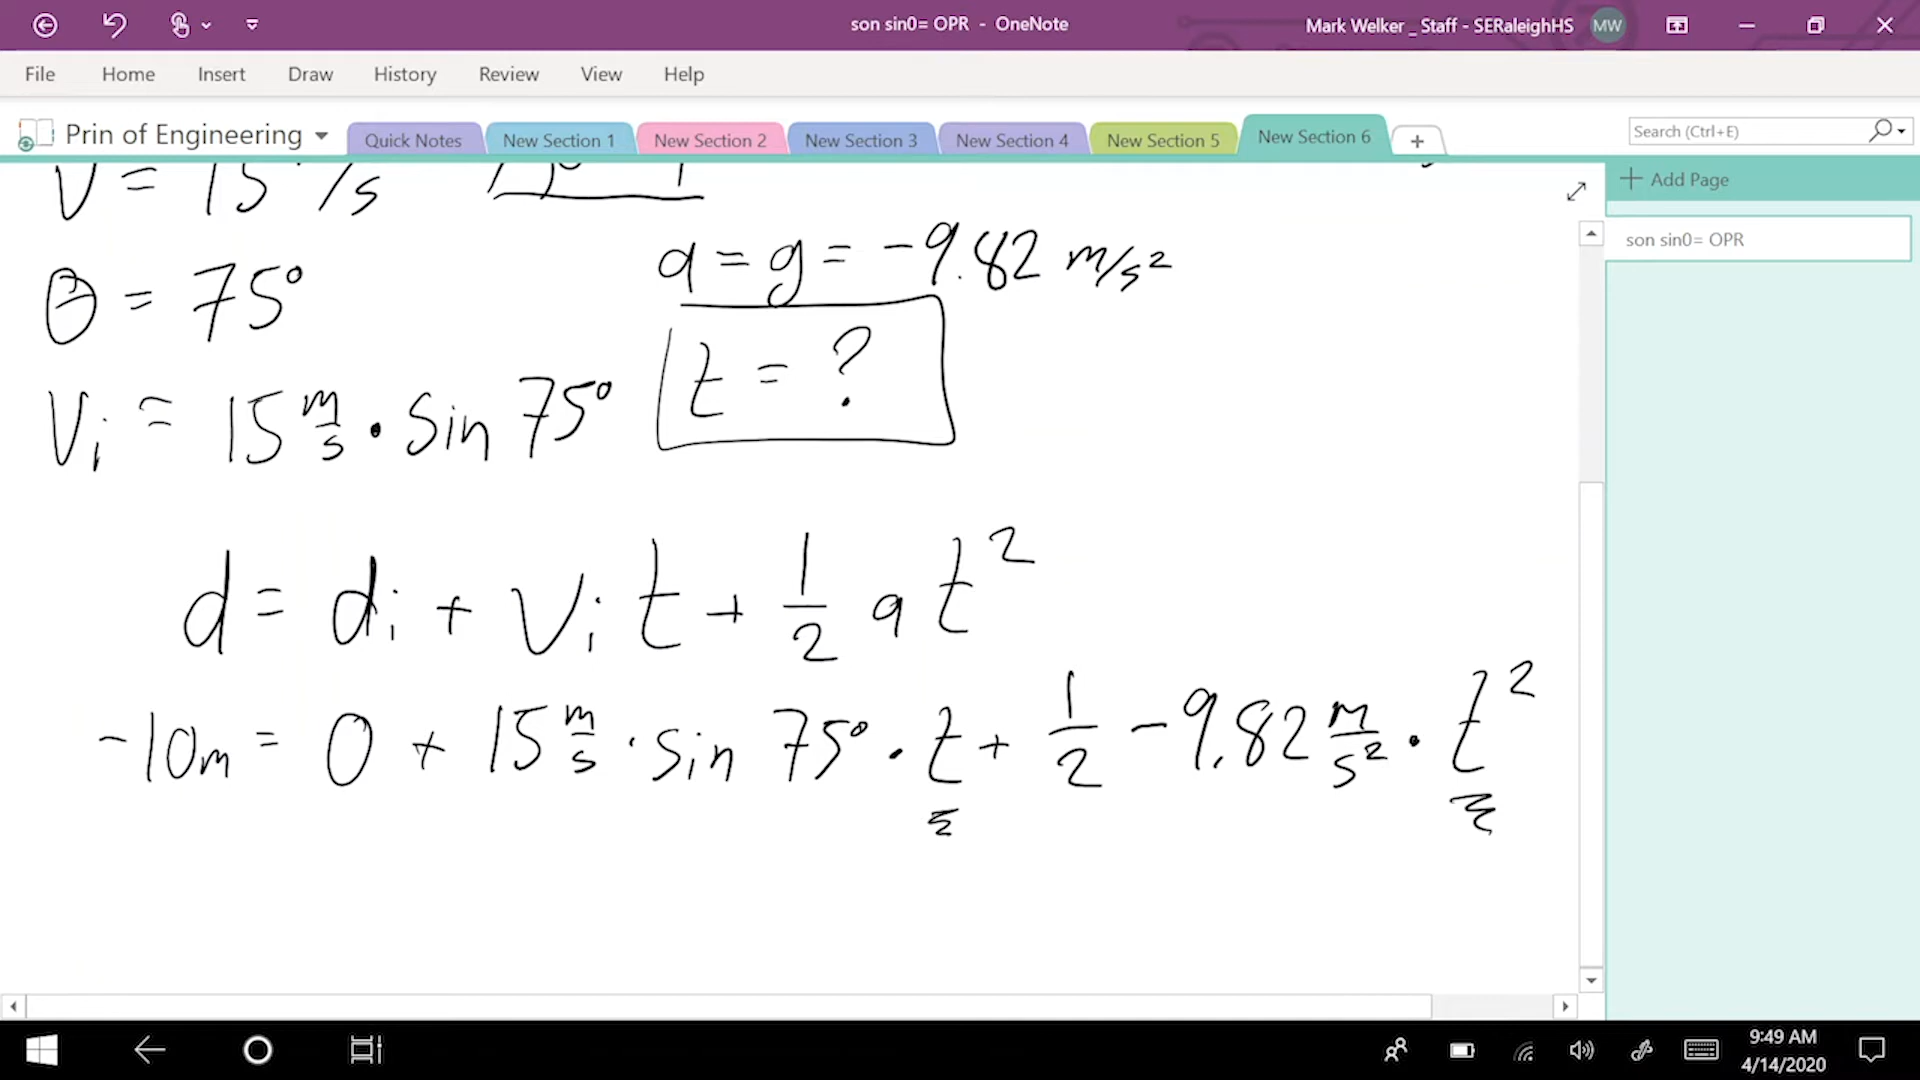 son sin0= OPR - OneNote
Mark Welker _ Staff - SERaleighHS MW
File Home Insert Draw History Review View Help
Prin of Engineering Quick Notes New Section 1 New Section 2 New Section 3 New Section 4 New Section 5 New Section 6 +
Search (Ctrl+E)
+ Add Page
son sin0= OPR
V = 15 m/s
a = g = -9.82 m/s²
θ = 75°
t = ?
Vi = 15 m/s • sin 75°
d = di + Vi t + 1/2 a t²
-10m = 0 + 15 m/s · sin 75° • t + 1/2 -9.82 m/s² • t²
9:49 AM
4/14/2020